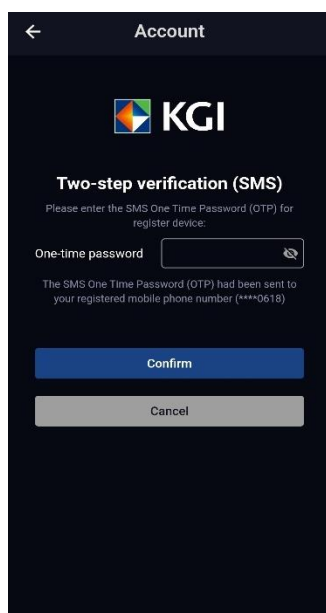 Account
KGI
Two-step verification (SMS)
Please enter the SMS One Time Password (OTP) for
register device:
One-time password
The SMS One Time Password (OTP) had been sent to
your registered mobile phone number (****0618)
Confirm
Cancel